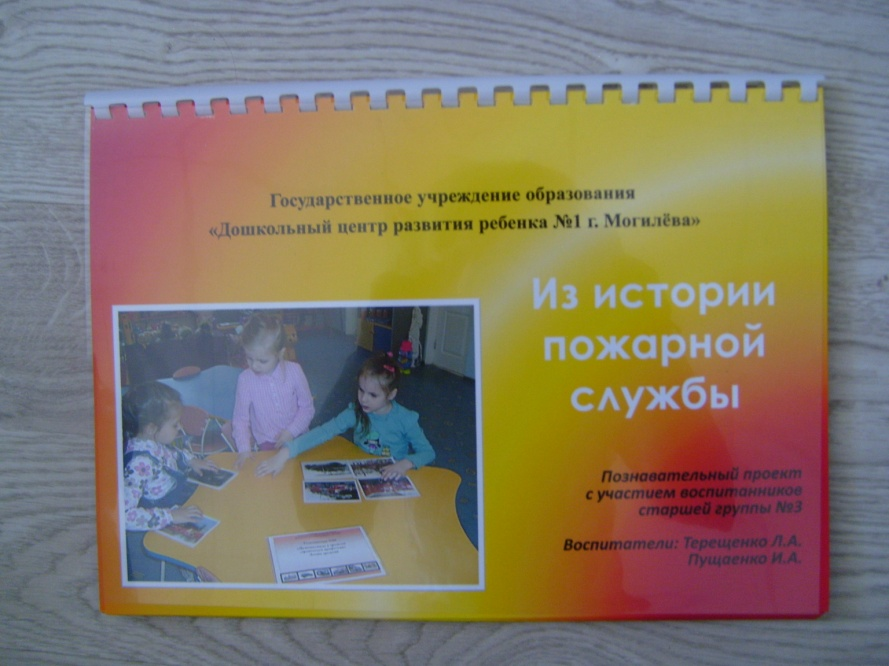 Государственное учреждение образования
«Дошкольный центр развития ребенка №1 г. Могилёва»
Из истории
пожарной
службы
Познавательный проект
с участием воспитанников
старшей группы №3
Воспитатели: Терещенко Л.А.
Пущаенко И.А.